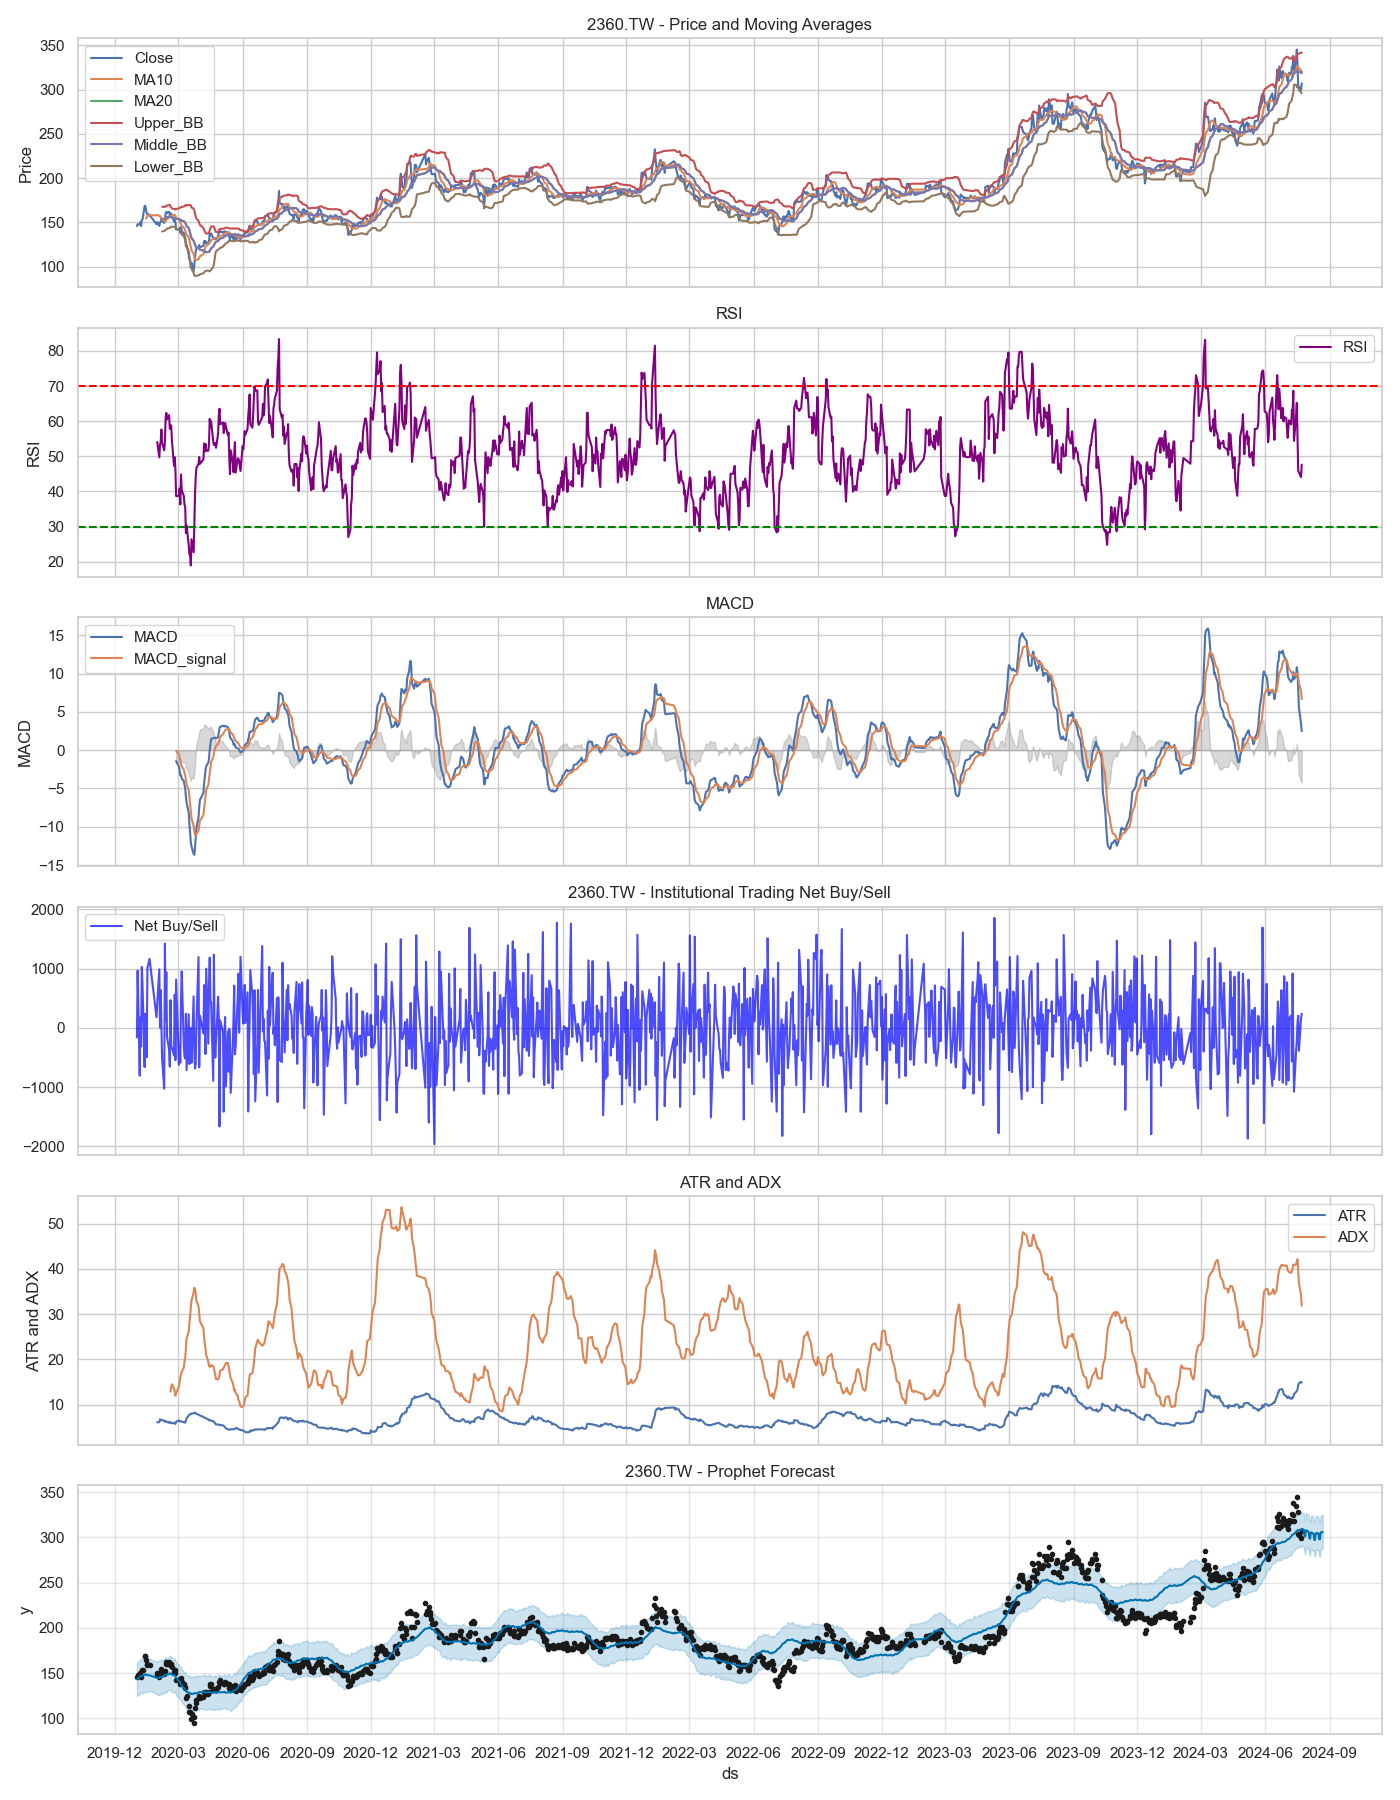 2360.TW - Price and Moving Averages
350
300
250
200
150
100
Price
Close
MA10
MA20
Upper_BB
Middle_BB
Lower_BB
RSI
80
70
60
50
40
30
20
RSI
RSI
MACD
15
10
5
0
−5
−10
−15
MACD
MACD
MACD_signal
2360.TW - Institutional Trading Net Buy/Sell
2000
1000
0
−1000
−2000
Net Buy/Sell
ATR and ADX
50
40
30
20
10
ATR and ADX
ATR
ADX
2360.TW - Prophet Forecast
350
300
250
200
150
100
y
2019-12 2020-03 2020-06 2020-09 2020-12 2021-03 2021-06 2021-09 2021-12 2022-03 2022-06 2022-09 2022-12 2023-03 2023-06 2023-09 2023-12 2024-03 2024-06 2024-09
ds